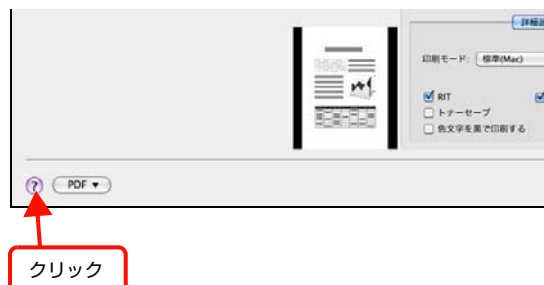 詳細設
印刷モード: 標準(Mac)
RIT
トナーセーブ
色文字を黒で印刷する
? PDF ▼
クリック